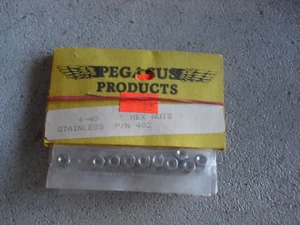 PEGASUS
PRODUCTS
4-40 HEX NUTS
STAINLESS P/N 402